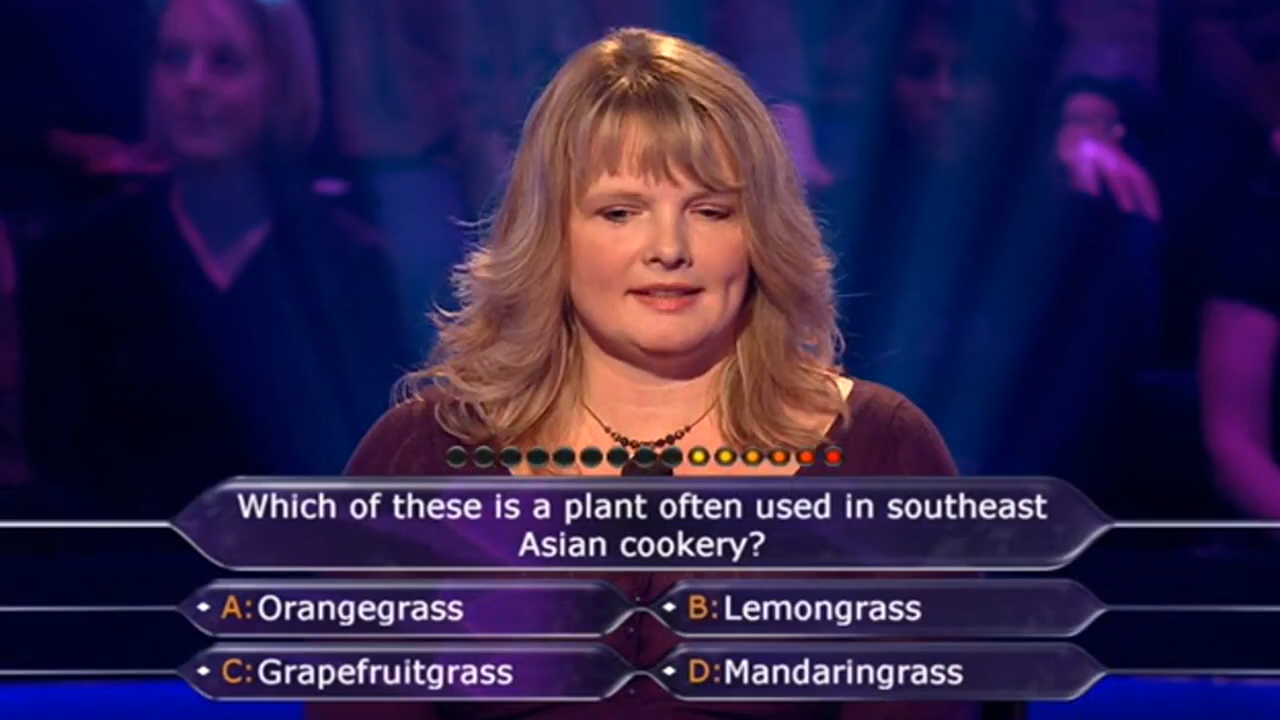 Which of these is a plant often used in southeast
Asian cookery?
A: Orangegrass
B: Lemongrass
C: Grapefruitgrass
D: Mandaringrass